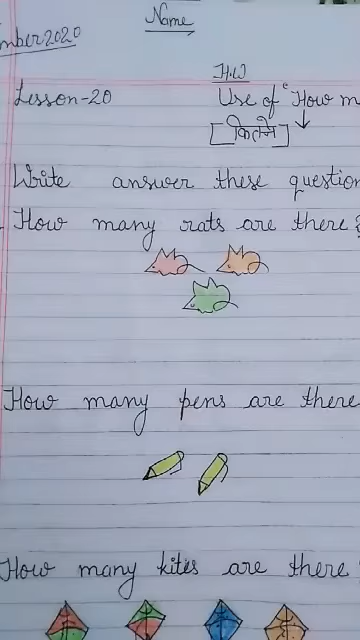 Name
mber2020
H.W
Lesson-20 Use of "How m
[कितने]
Write answer these question
How many rats are there?
How many pens are there
How many kites are there